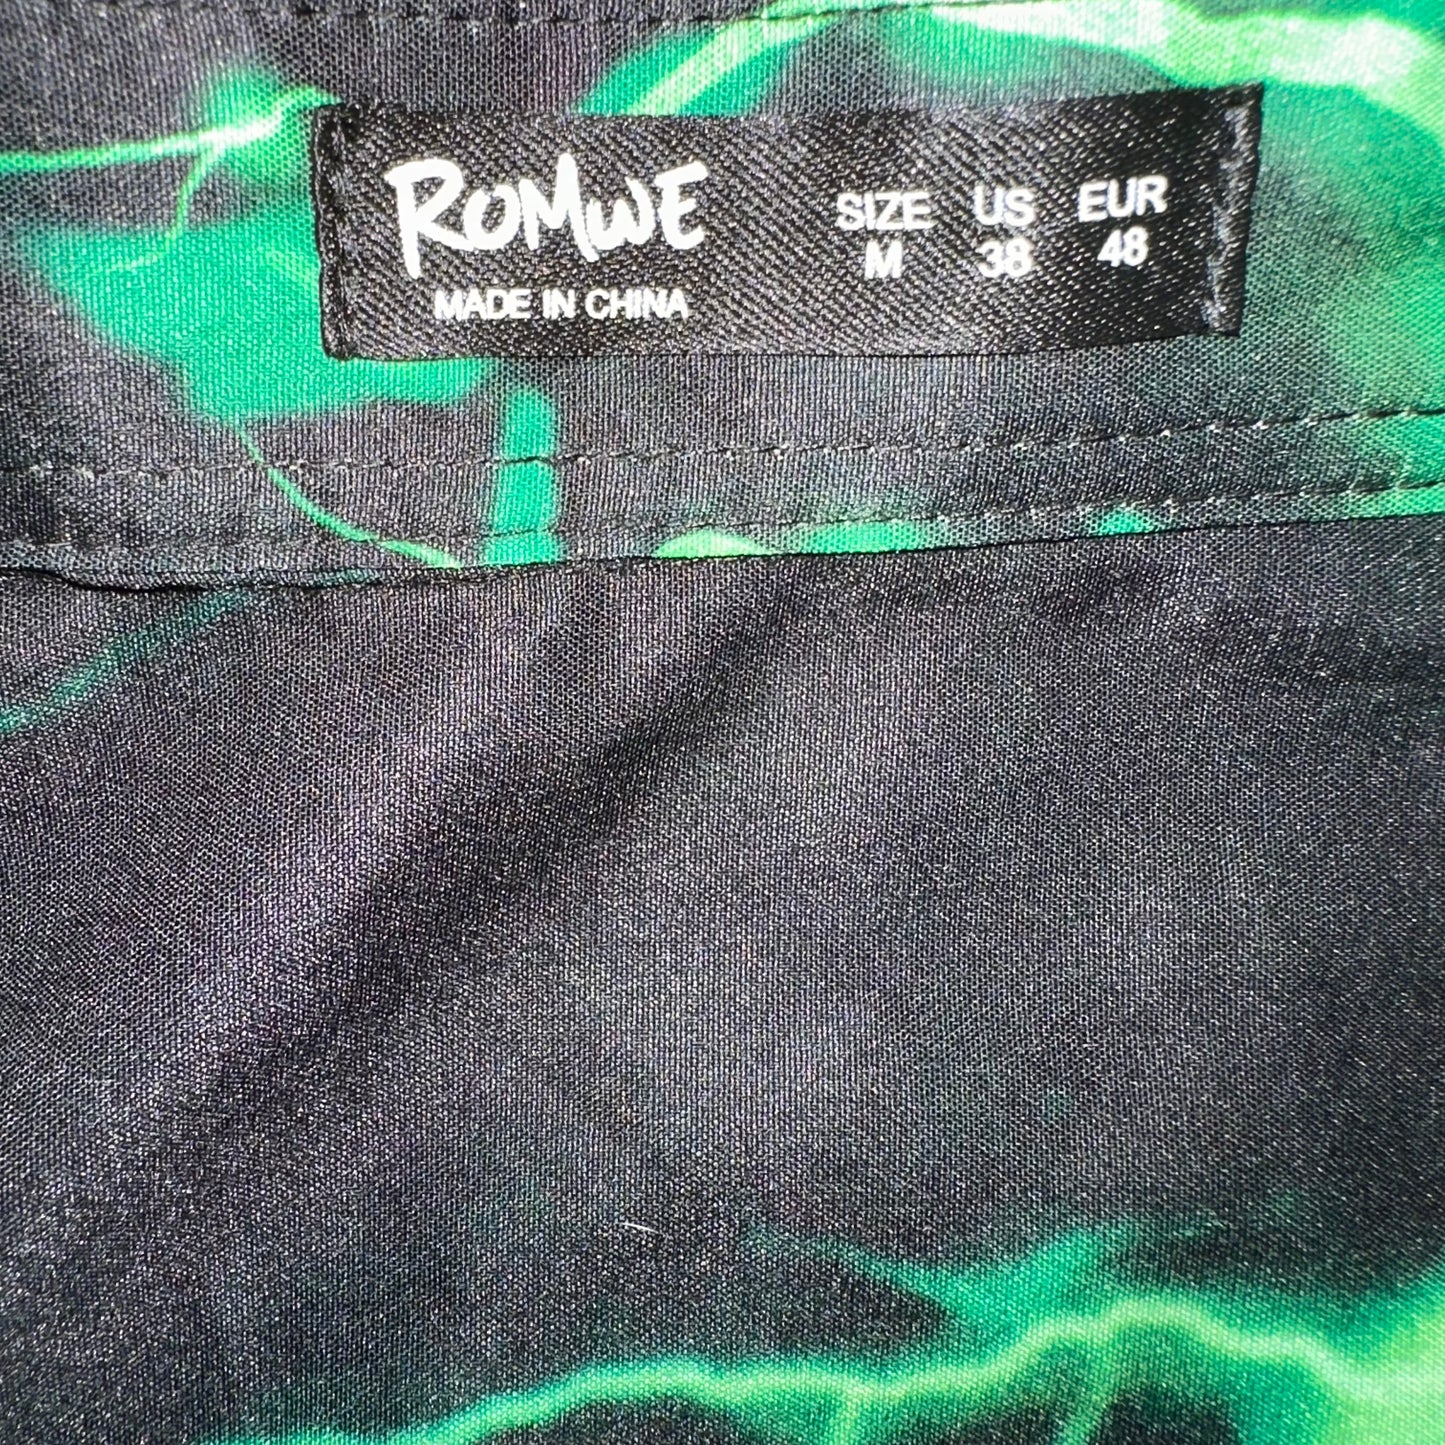 ROMWE
MADE IN CHINA
SIZE US EUR
M 38 48